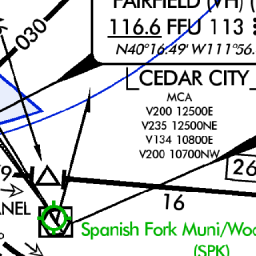 FAIRFIELD (VH) (
116.6 FFU 113
N40°16.49' W111°56.
030
CEDAR CITY
MCA
V200 12500E
V235 12500NE
V134 10800E
V200 10700NW
26
9
16
ANEL
Spanish Fork Muni/Woo
(SPK)